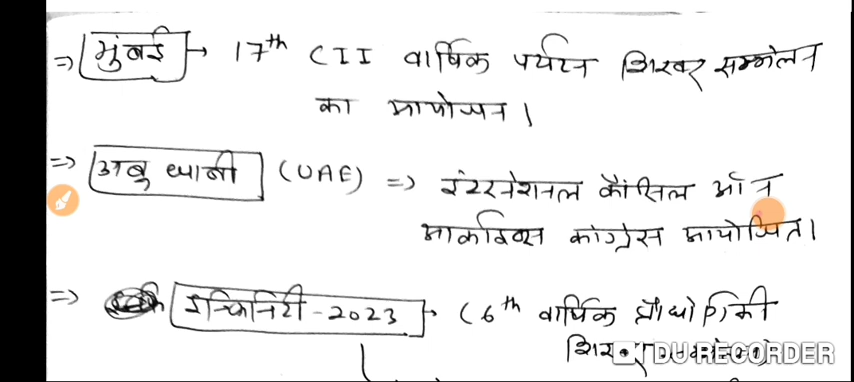 => मुंबई → 17th CII वार्षिक पर्यटन शिखर सम्मेलन
का आयोजन।
=> अबु धाबी (UAE) => इंटरनेशनल कौंसिल ऑन
आर्काइव्स कांग्रेस आयोजित।
=> इन्फिनिटी - 2023 → (6th वार्षिक प्रौद्योगिकी
शिखर
DU RECORDER